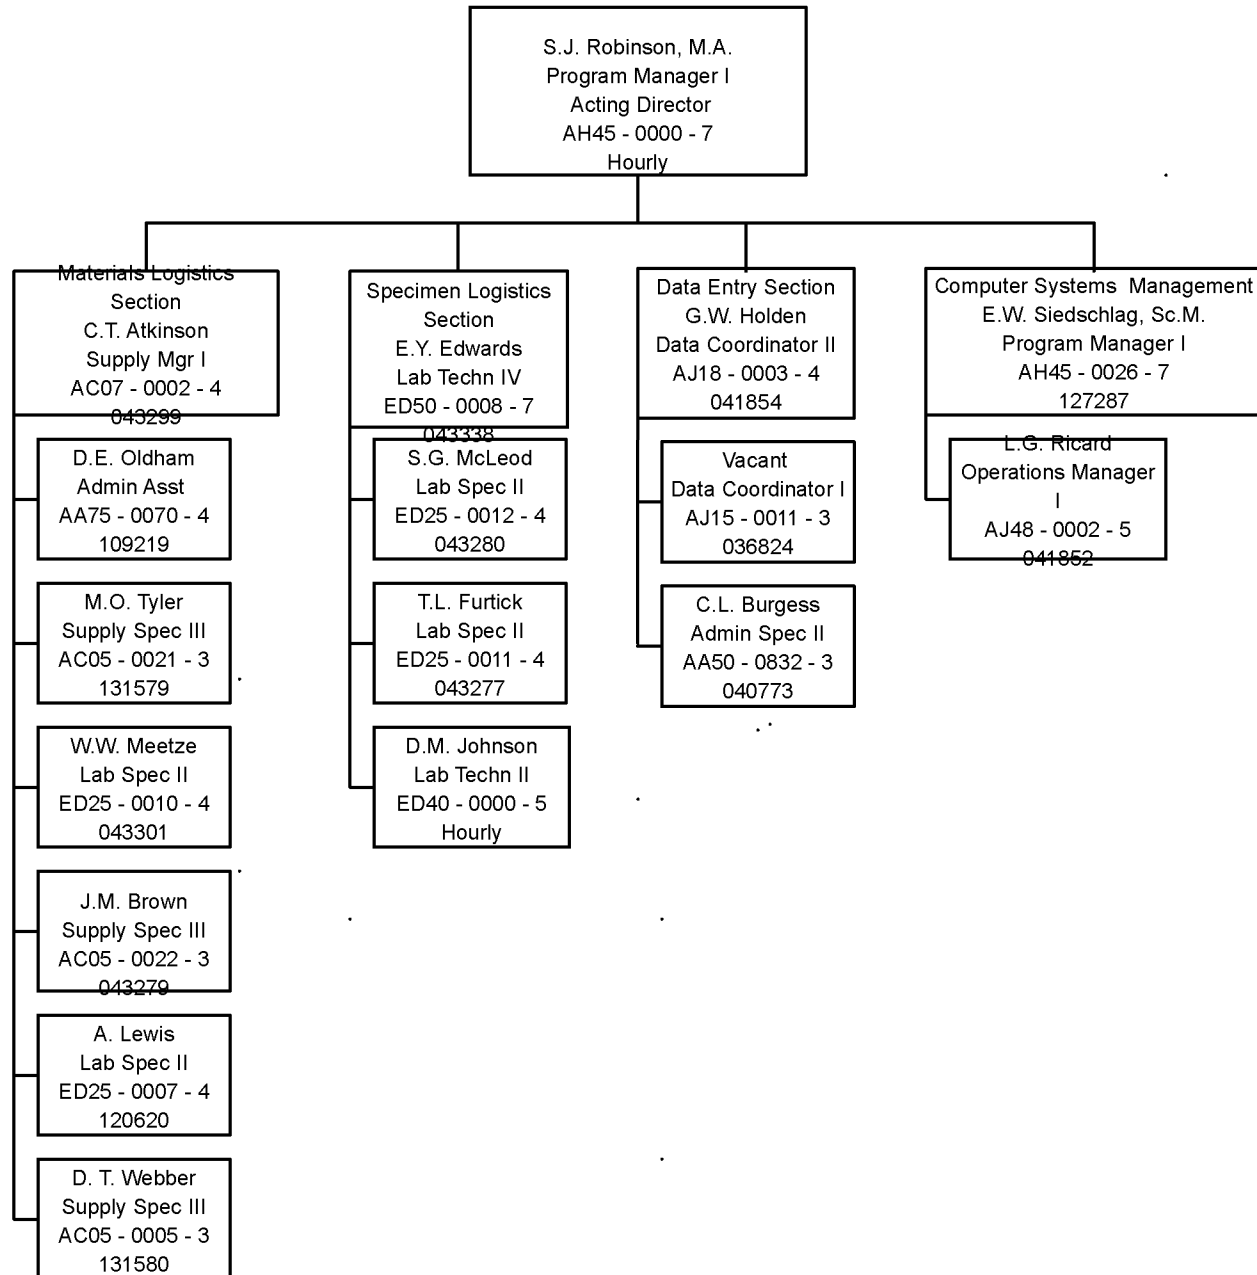 S.J. Robinson, M.A.
Program Manager I
Acting Director
AH45 - 0000 - 7
Hourly
Materials Logistics
Section
C.T. Atkinson
Supply Mgr I
AC07 - 0002 - 4
043299
D.E. Oldham
Admin Asst
AA75 - 0070 - 4
109219
M.O. Tyler
Supply Spec III
AC05 - 0021 - 3
131579
W.W. Meetze
Lab Spec II
ED25 - 0010 - 4
043301
J.M. Brown
Supply Spec III
AC05 - 0022 - 3
043279
A. Lewis
Lab Spec II
ED25 - 0007 - 4
120620
D. T. Webber
Supply Spec III
AC05 - 0005 - 3
131580
Specimen Logistics
Section
E.Y. Edwards
Lab Techn IV
ED50 - 0008 - 7
043338
S.G. McLeod
Lab Spec II
ED25 - 0012 - 4
043280
T.L. Furtick
Lab Spec II
ED25 - 0011 - 4
043277
D.M. Johnson
Lab Techn II
ED40 - 0000 - 5
Hourly
Data Entry Section
G.W. Holden
Data Coordinator II
AJ18 - 0003 - 4
041854
Vacant
Data Coordinator I
AJ15 - 0011 - 3
036824
C.L. Burgess
Admin Spec II
AA50 - 0832 - 3
040773
Computer Systems  Management
E.W. Siedschlag, Sc.M.
Program Manager I
AH45 - 0026 - 7
127287
L.G. Ricard
Operations Manager
I
AJ48 - 0002 - 5
041852